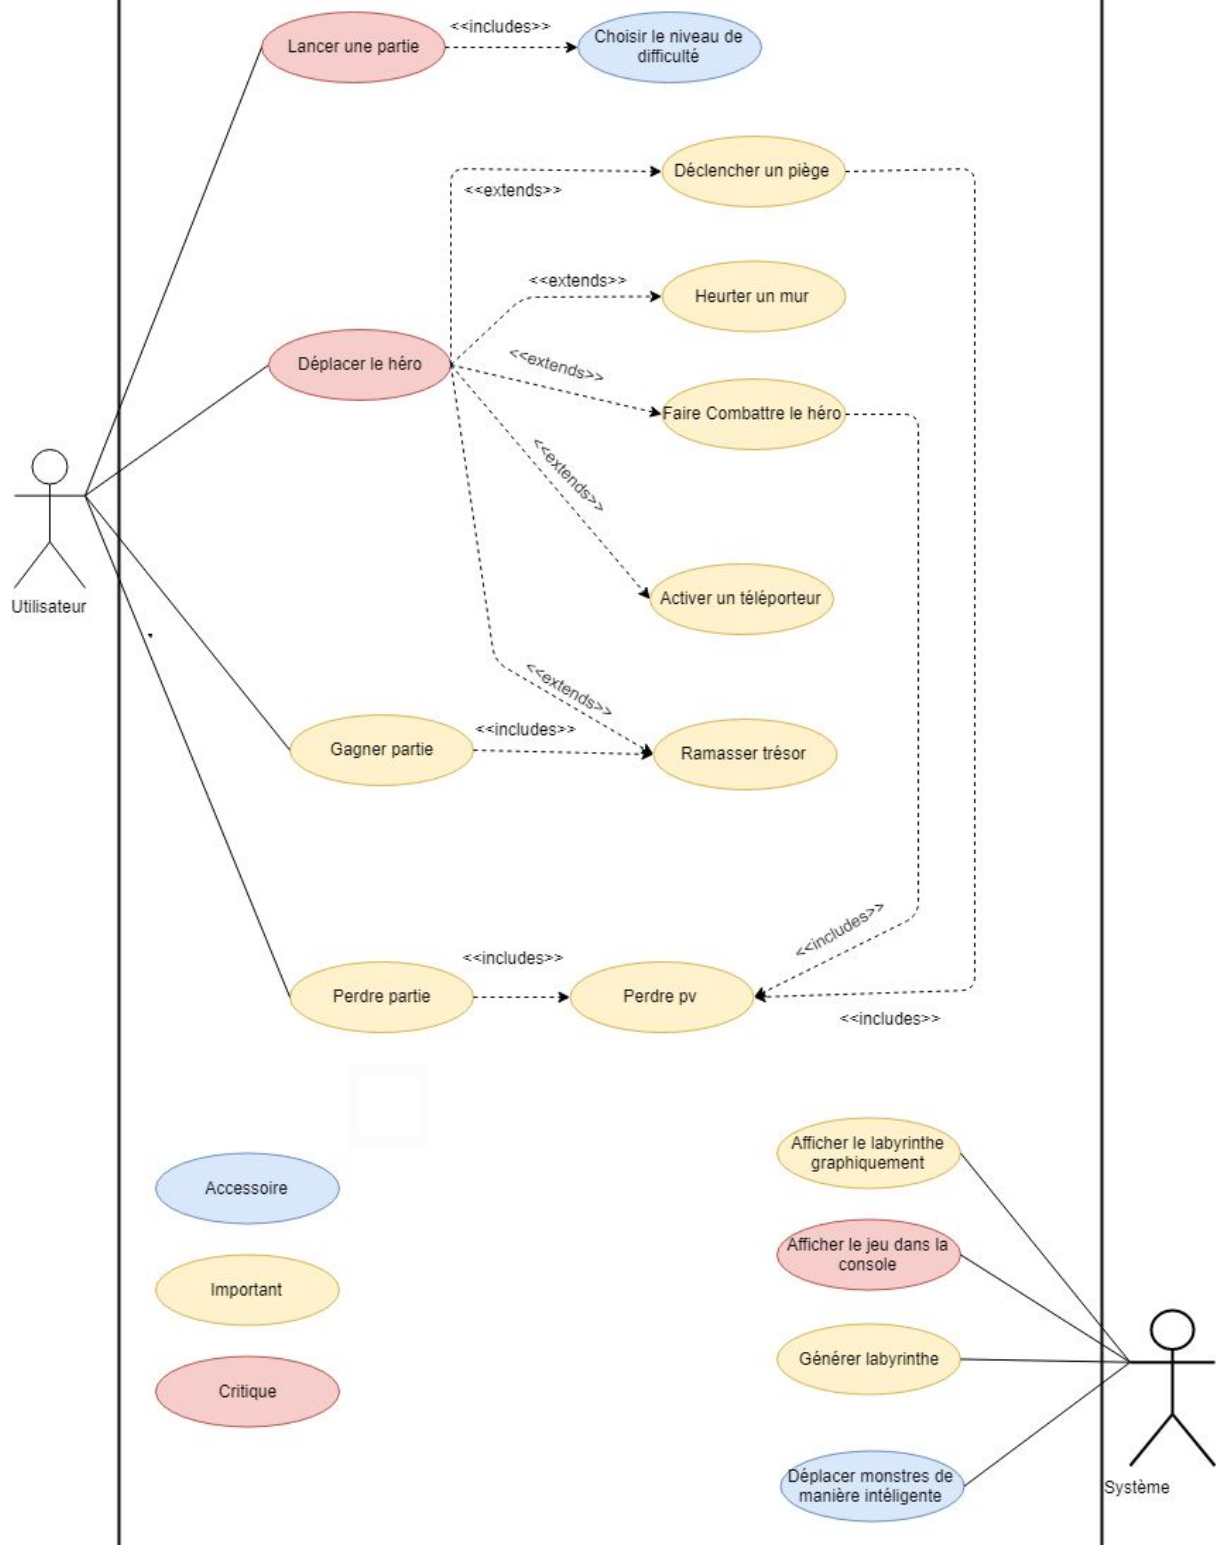 <<includes>>
Lancer une partie
Choisir le niveau de
difficulté
Déclencher un piège
<<extends>>
<<extends>>
Heurter un mur
<<extends>>
Déplacer le héro
Faire Combattre le héro
<<extends>>
Activer un téléporteur
Utilisateur
<<extends>>
<<includes>>
Gagner partie
Ramasser trésor
<<includes>>
<<includes>>
Perdre partie
Perdre pv
<<includes>>
Afficher le labyrinthe
graphiquement
Accessoire
Afficher le jeu dans la
console
Important
Générer labyrinthe
Critique
Déplacer monstres de
manière intéligente
Système